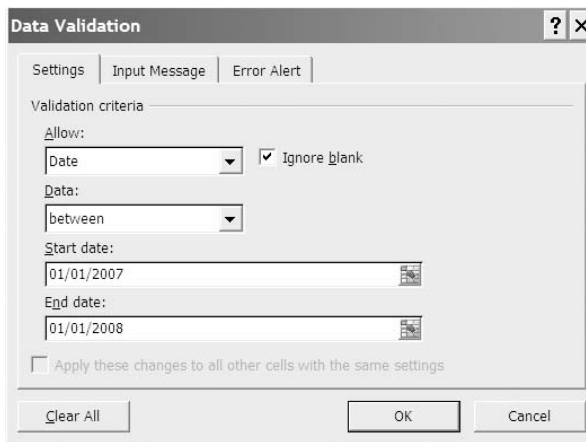 Data Validation
Settings Input Message Error Alert
Validation criteria
Allow:
Date Ignore blank
Data:
between
Start date:
01/01/2007
End date:
01/01/2008
Apply these changes to all other cells with the same settings
Clear All OK Cancel